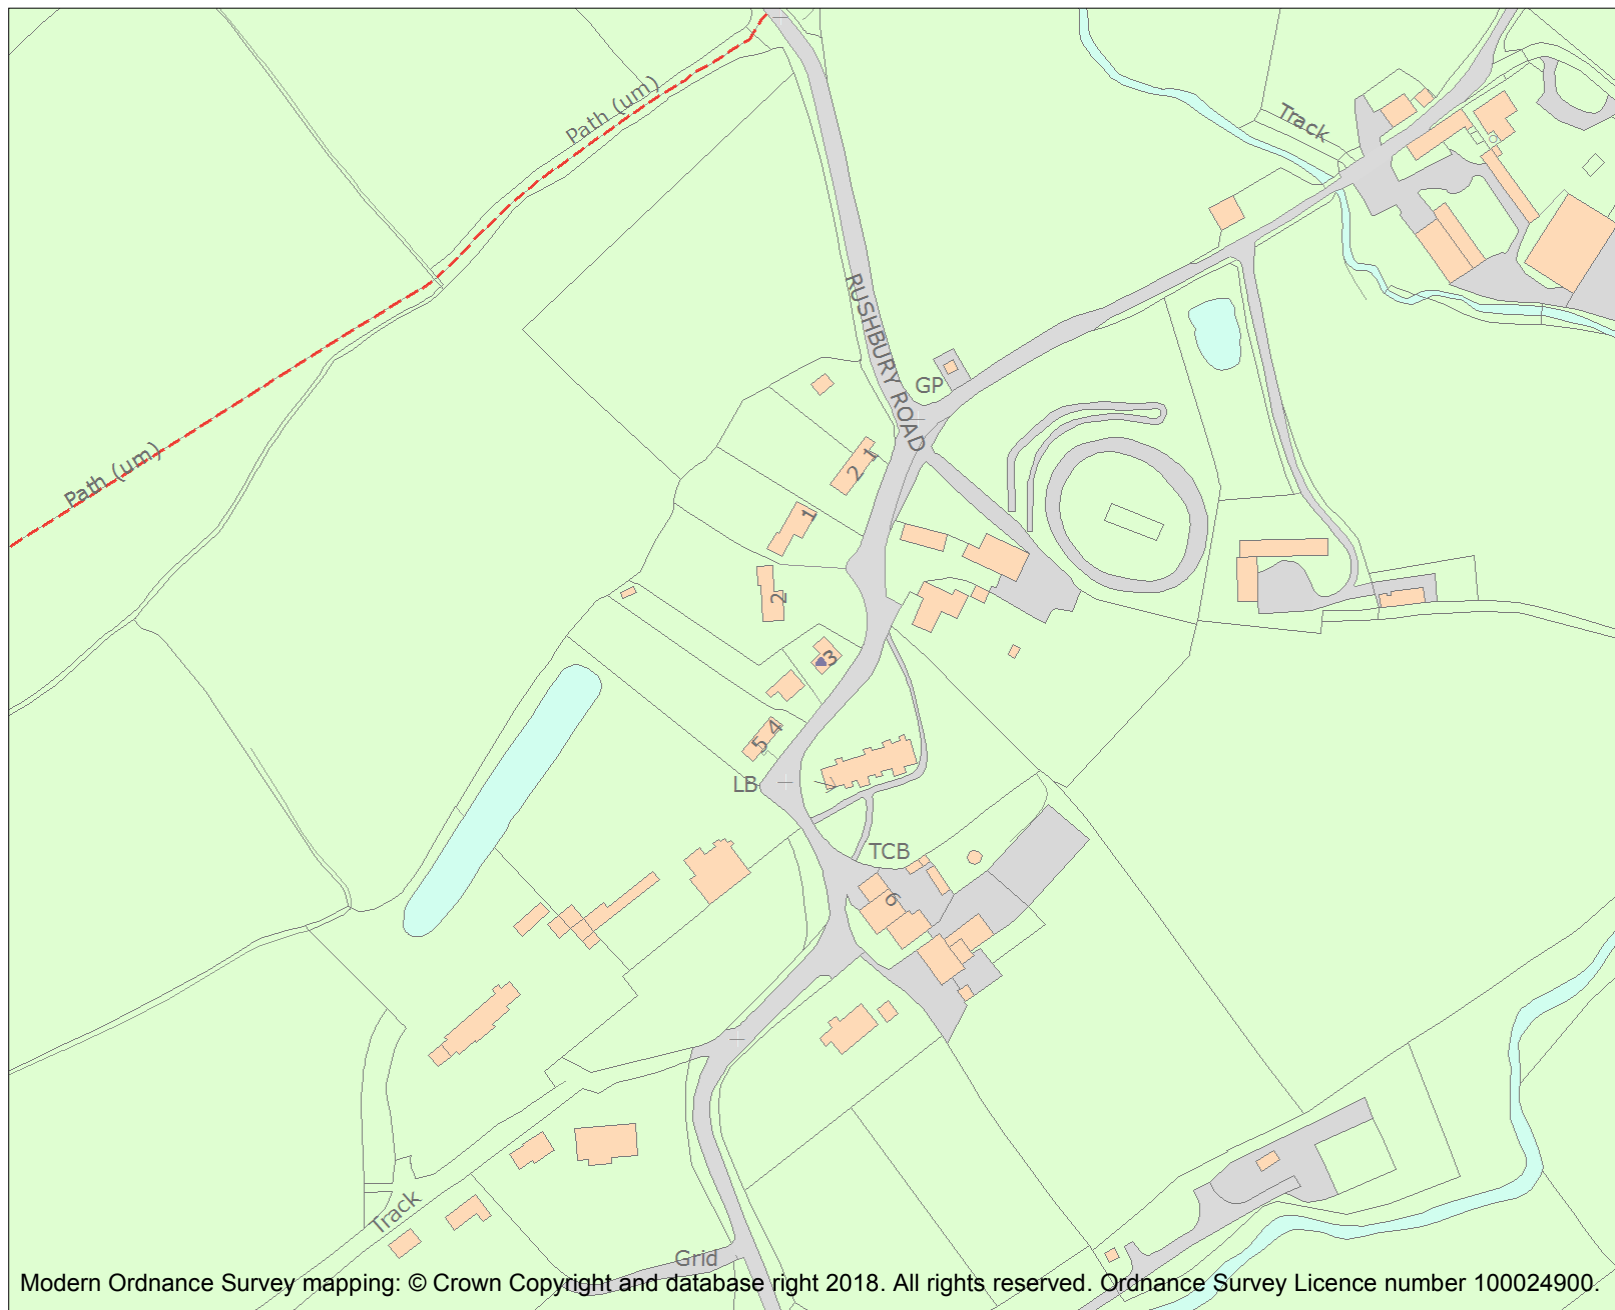 Path (um)
Track
RUSHBURY ROAD
GP
Path (um)
2 1
1
2
3
5 4
LB
TCB
6
Track
Grid
Modern Ordnance Survey mapping: © Crown Copyright and database right 2018. All rights reserved. Ordnance Survey Licence number 100024900.